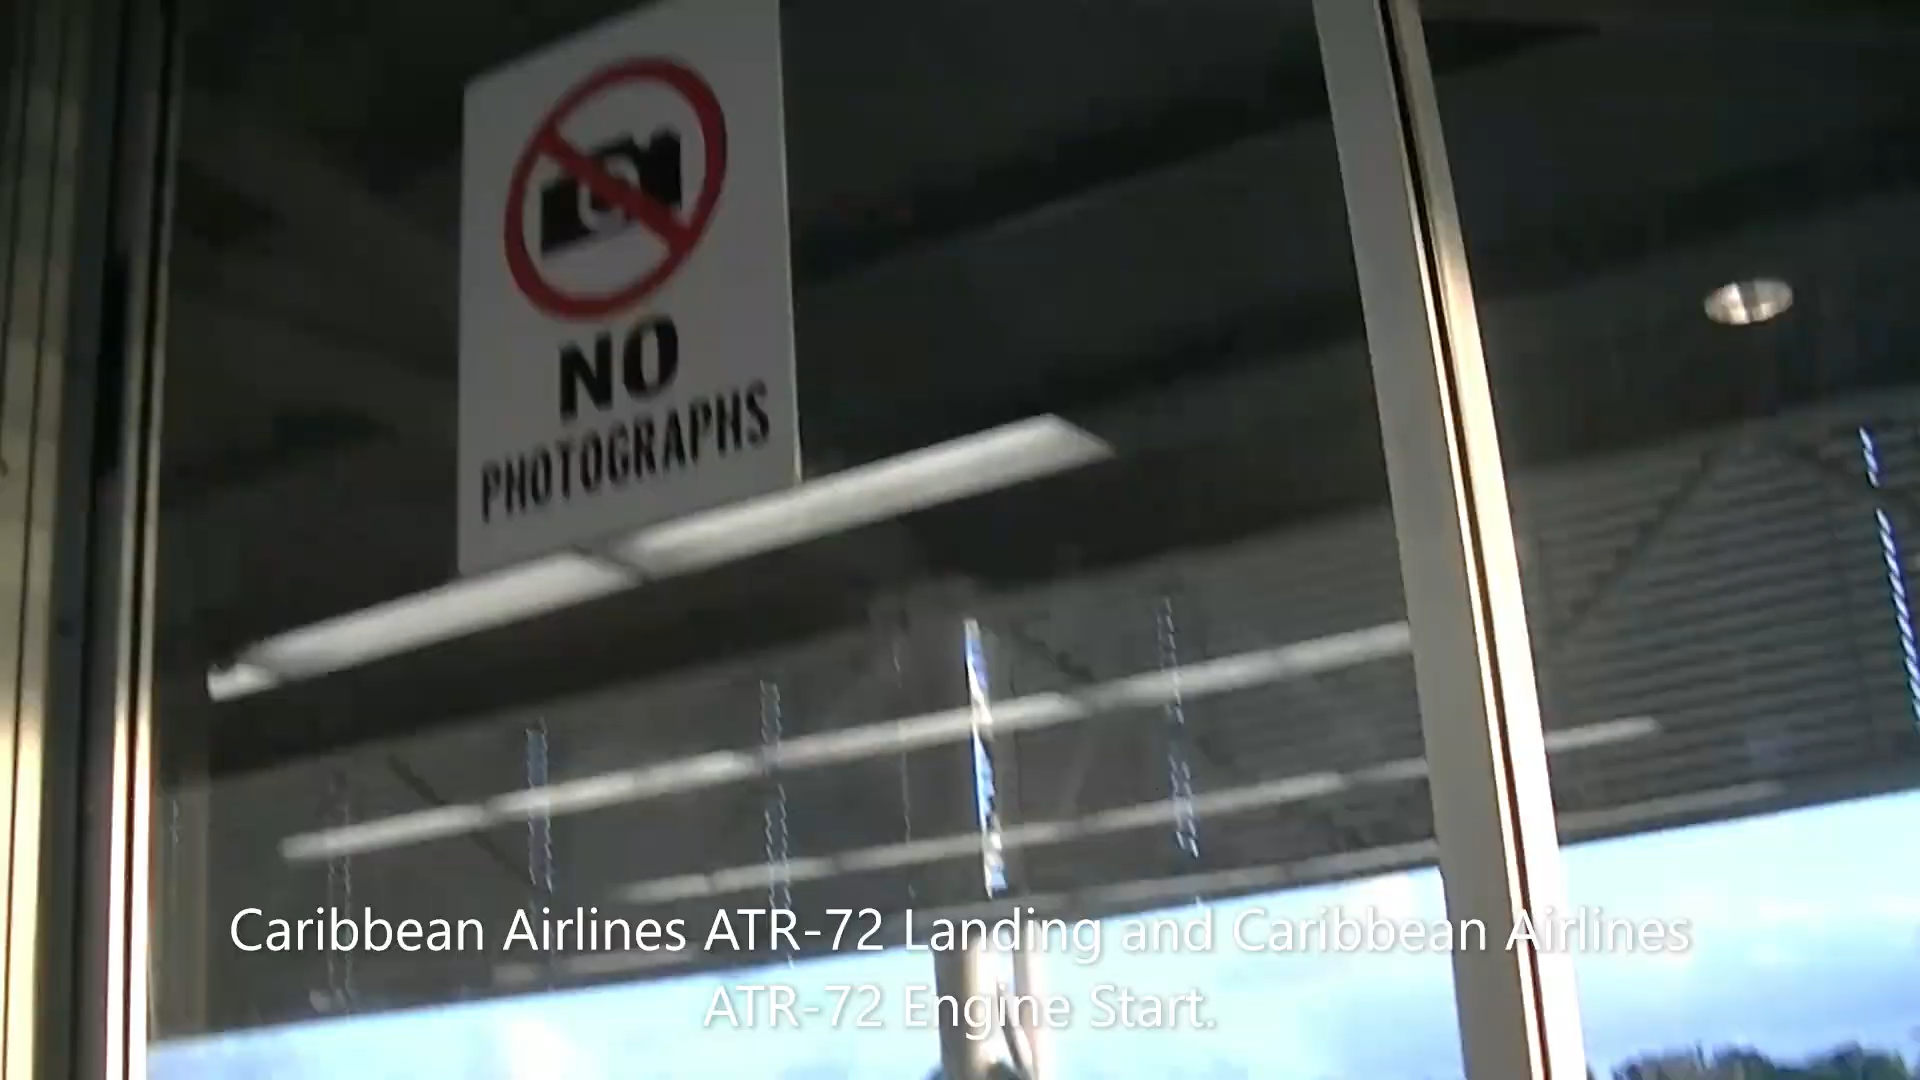 NO
PHOTOGRAPHS
Caribbean Airlines ATR-72 Landing and Caribbean Airlines
ATR-72 Engine Start.